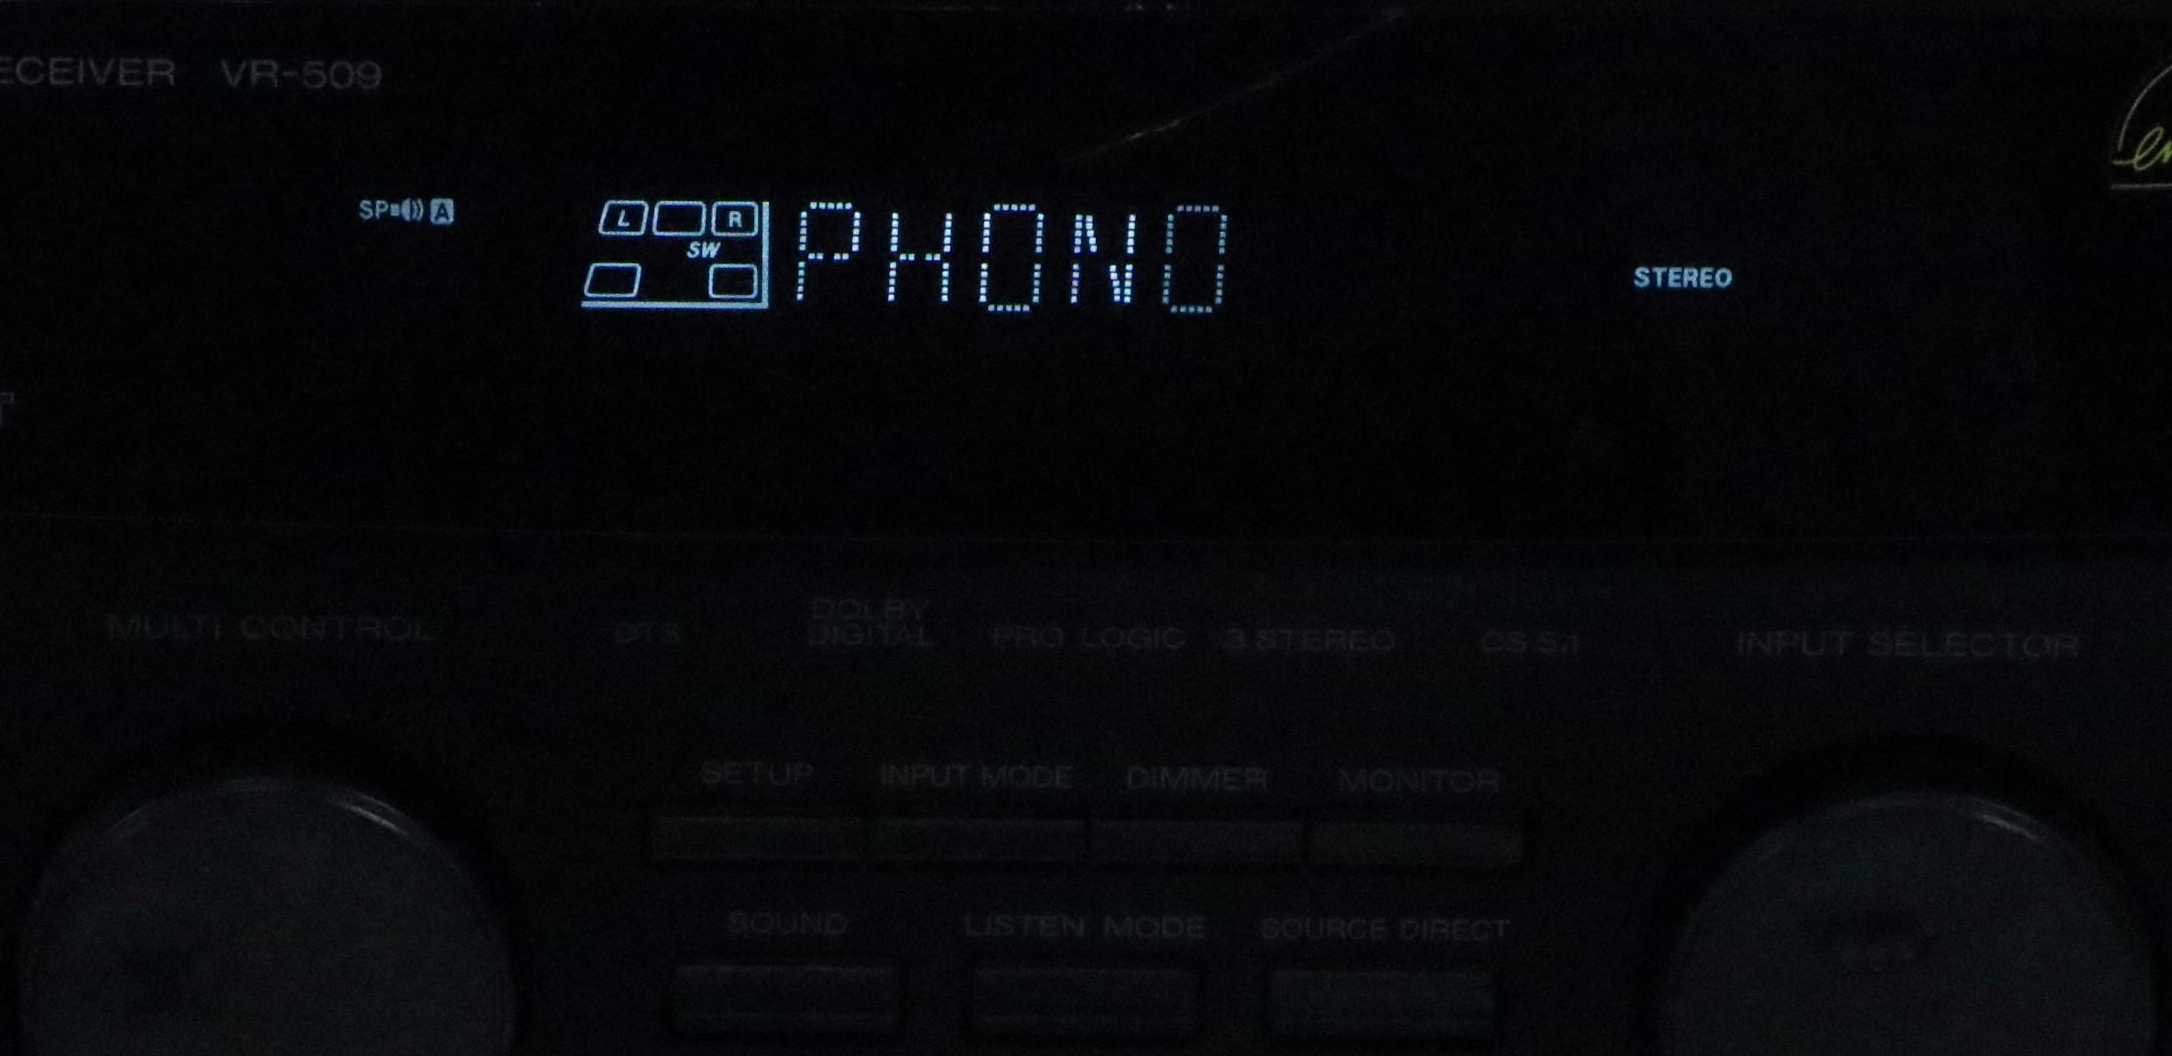 ECEIVER VR-509
SP A
L R
SW
PHONO
STEREO
MULTI CONTROL
DTS
DOLBY
DIGITAL
PRO LOGIC
3 STEREO
CS 5.1
INPUT SELECTOR
SETUP
INPUT MODE
DIMMER
MONITOR
SOUND
LISTEN MODE
SOURCE DIRECT